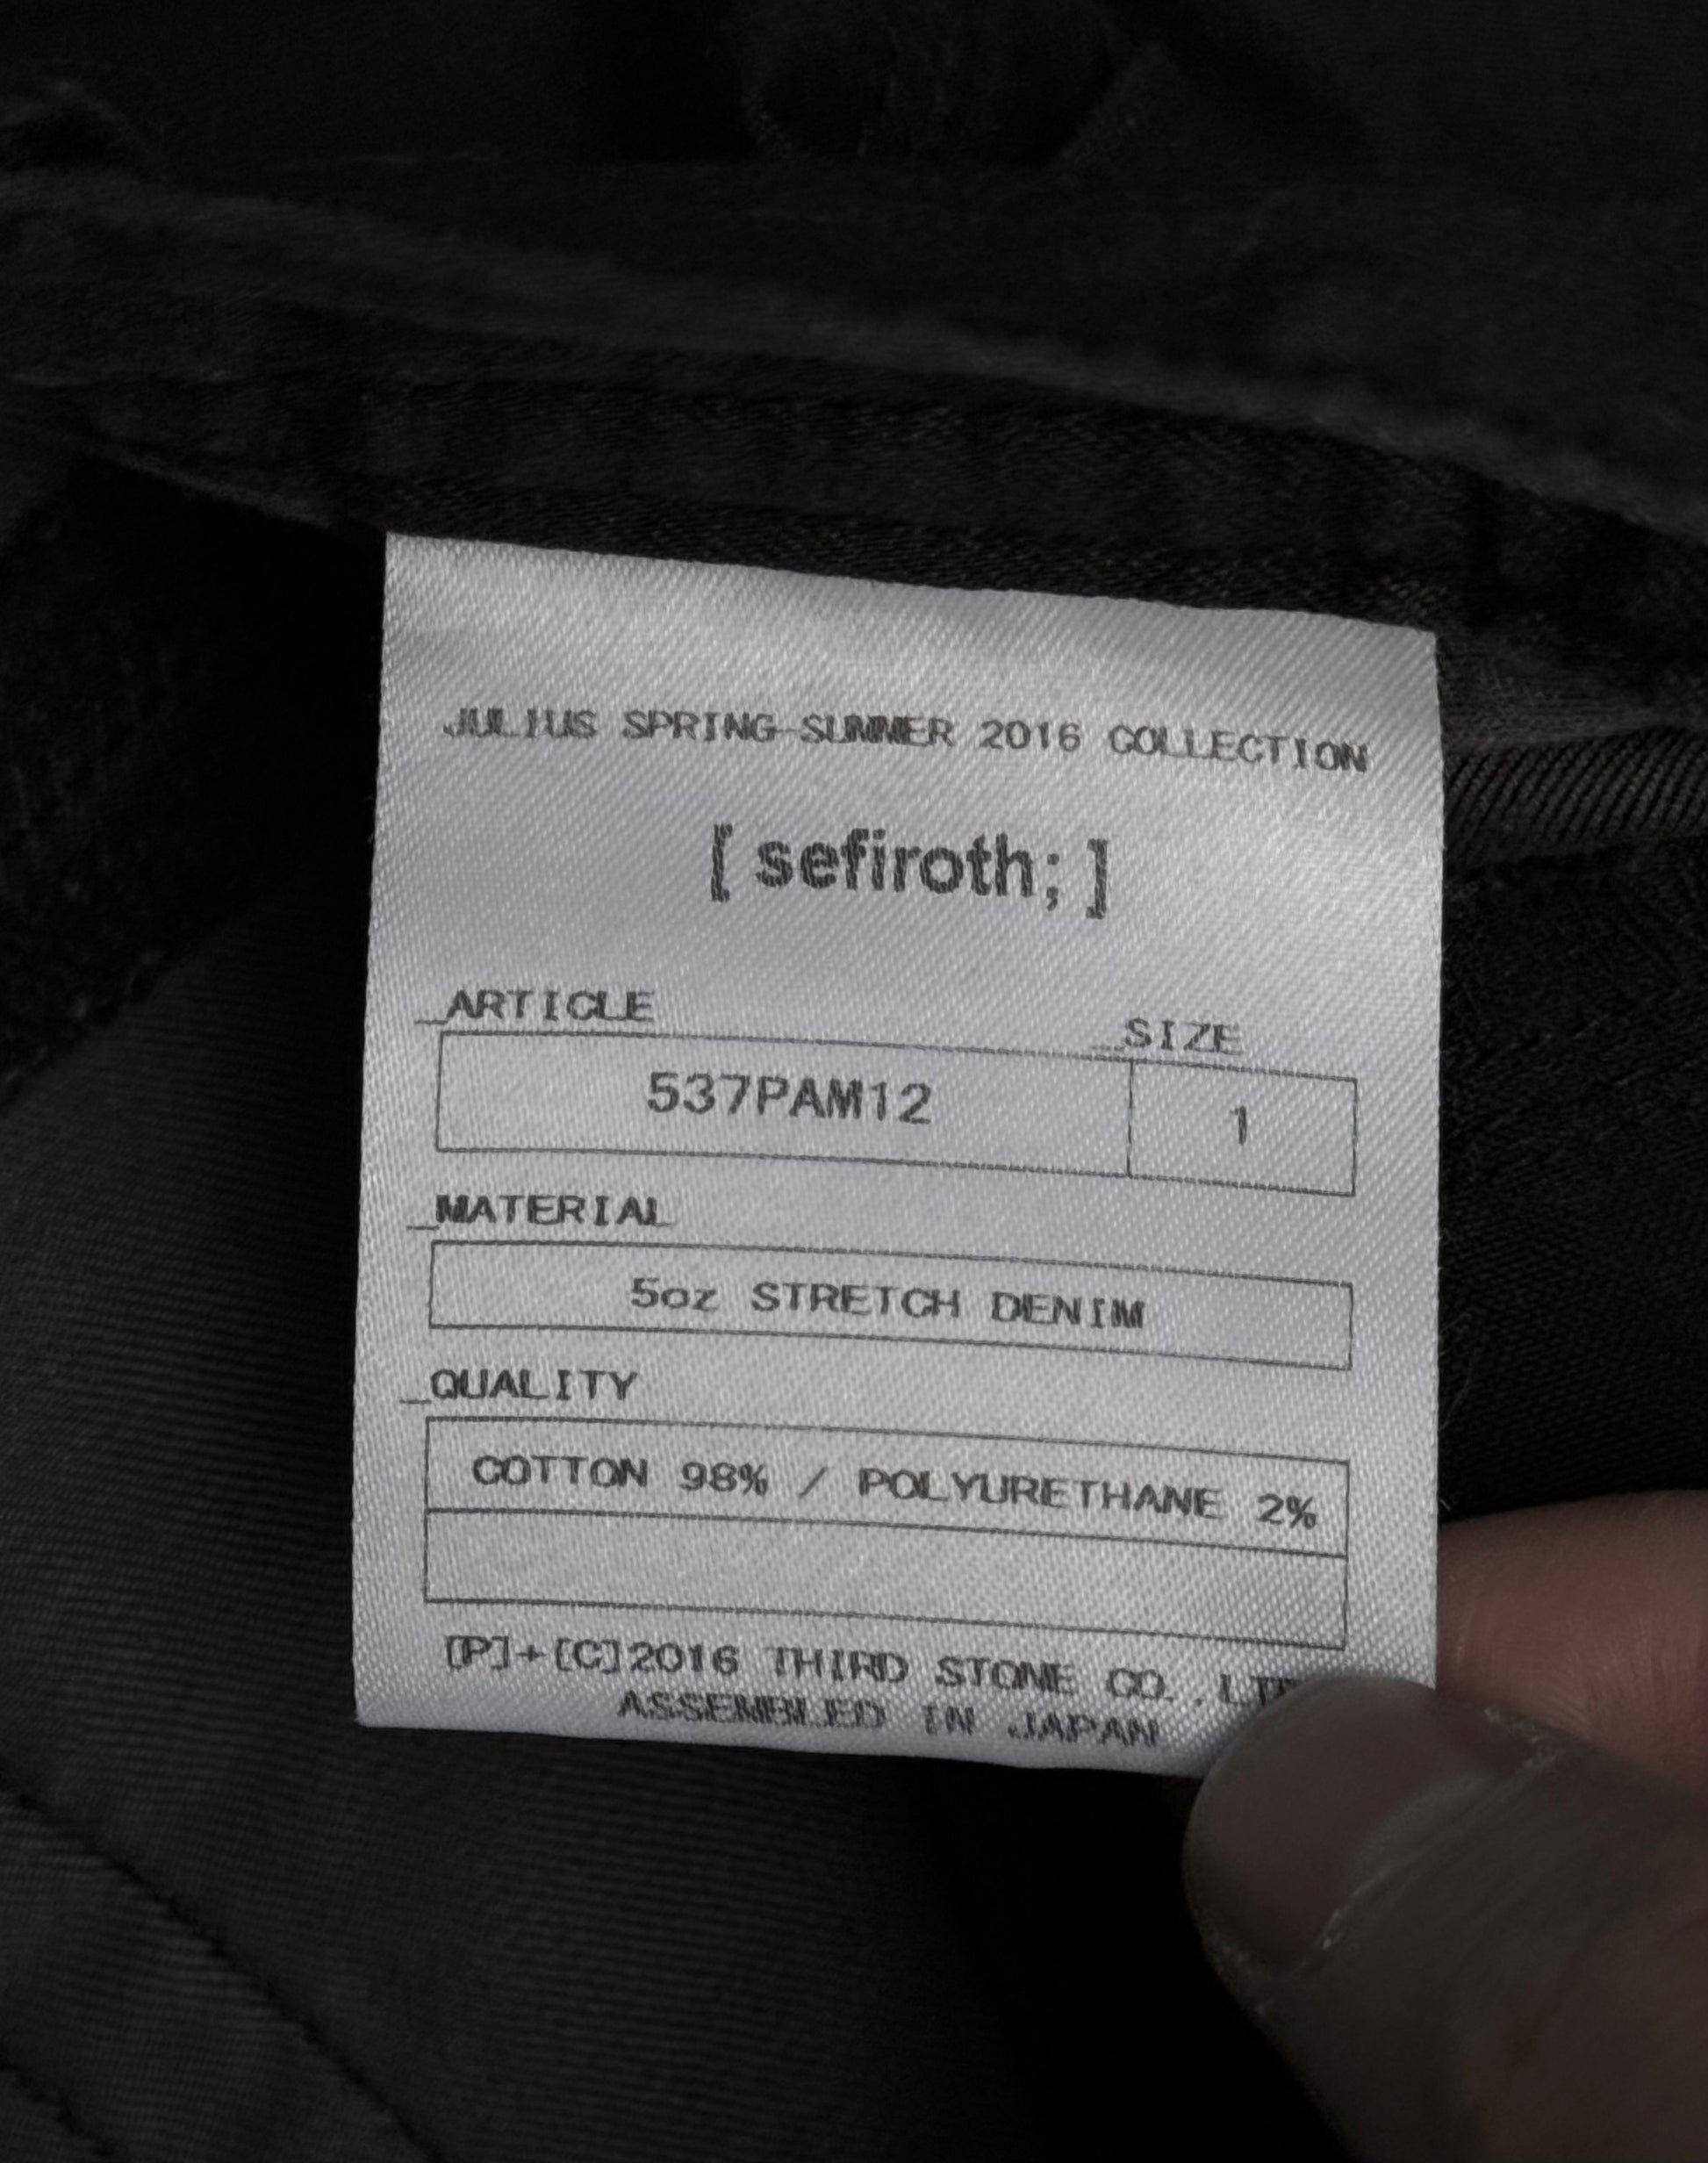 JULIUS SPRING-SUMMER 2016 COLLECTION
[ sefiroth; ]
_ARTICLE
_SIZE
537PAM12
1
_MATERIAL
5oz STRETCH DENIM
_QUALITY
COTTON 98% / POLYURETHANE 2%
[P]+[C]2016 THIRD STONE CO.,LT
ASSEMBLED IN JAPAN